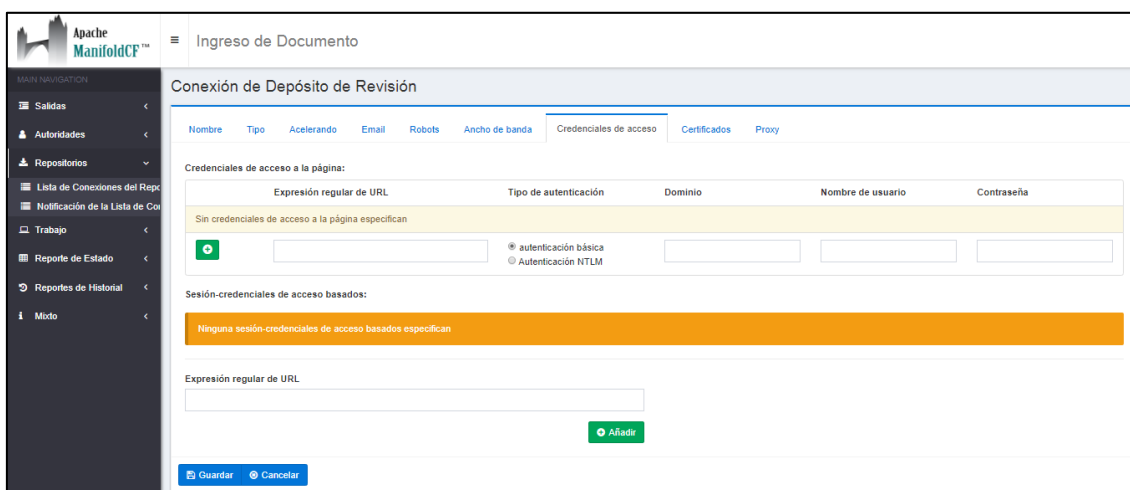 Apache
ManifoldCF™
Ingreso de Documento
MAIN NAVIGATION
Salidas
Autoridades
Repositorios
Lista de Conexiones del Repo
Notificación de la Lista de Co
Trabajo
Reporte de Estado
Reportes de Historial
Mixto
Conexión de Depósito de Revisión
Nombre Tipo Acelerando Email Robots Ancho de banda Credenciales de acceso Certificados Proxy
Credenciales de acceso a la página:
Expresión regular de URL Tipo de autenticación Dominio Nombre de usuario Contraseña
Sin credenciales de acceso a la página especifican
autenticación básica
Autenticación NTLM
Sesión-credenciales de acceso basados:
Ninguna sesión-credenciales de acceso basados especifican
Expresión regular de URL
Añadir
Guardar Cancelar